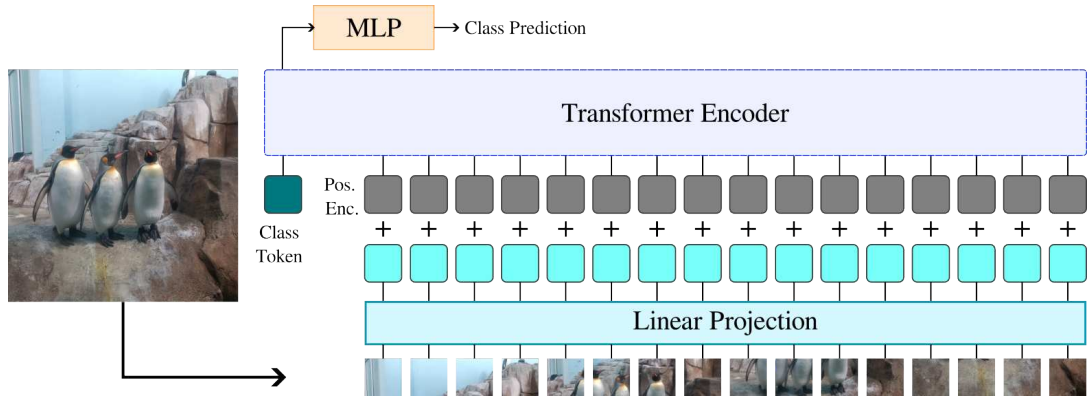 MLP
Class Prediction
Transformer Encoder
Pos.
Enc.
Class
Token
+ + + + + + + + + + + + + + + +
Linear Projection